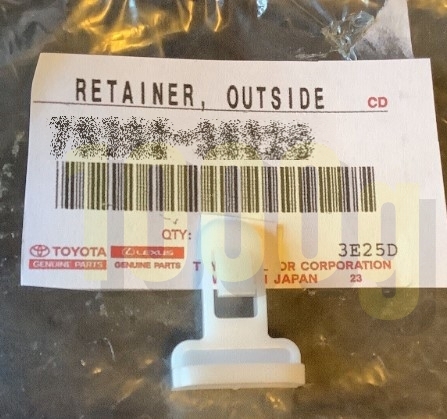 RETAINER, OUTSIDE CD
QTY:
TOYOTA LEXUS 3E25D
GENUINE PARTS GENUINE PARTS OR CORPORATION
JAPAN 23